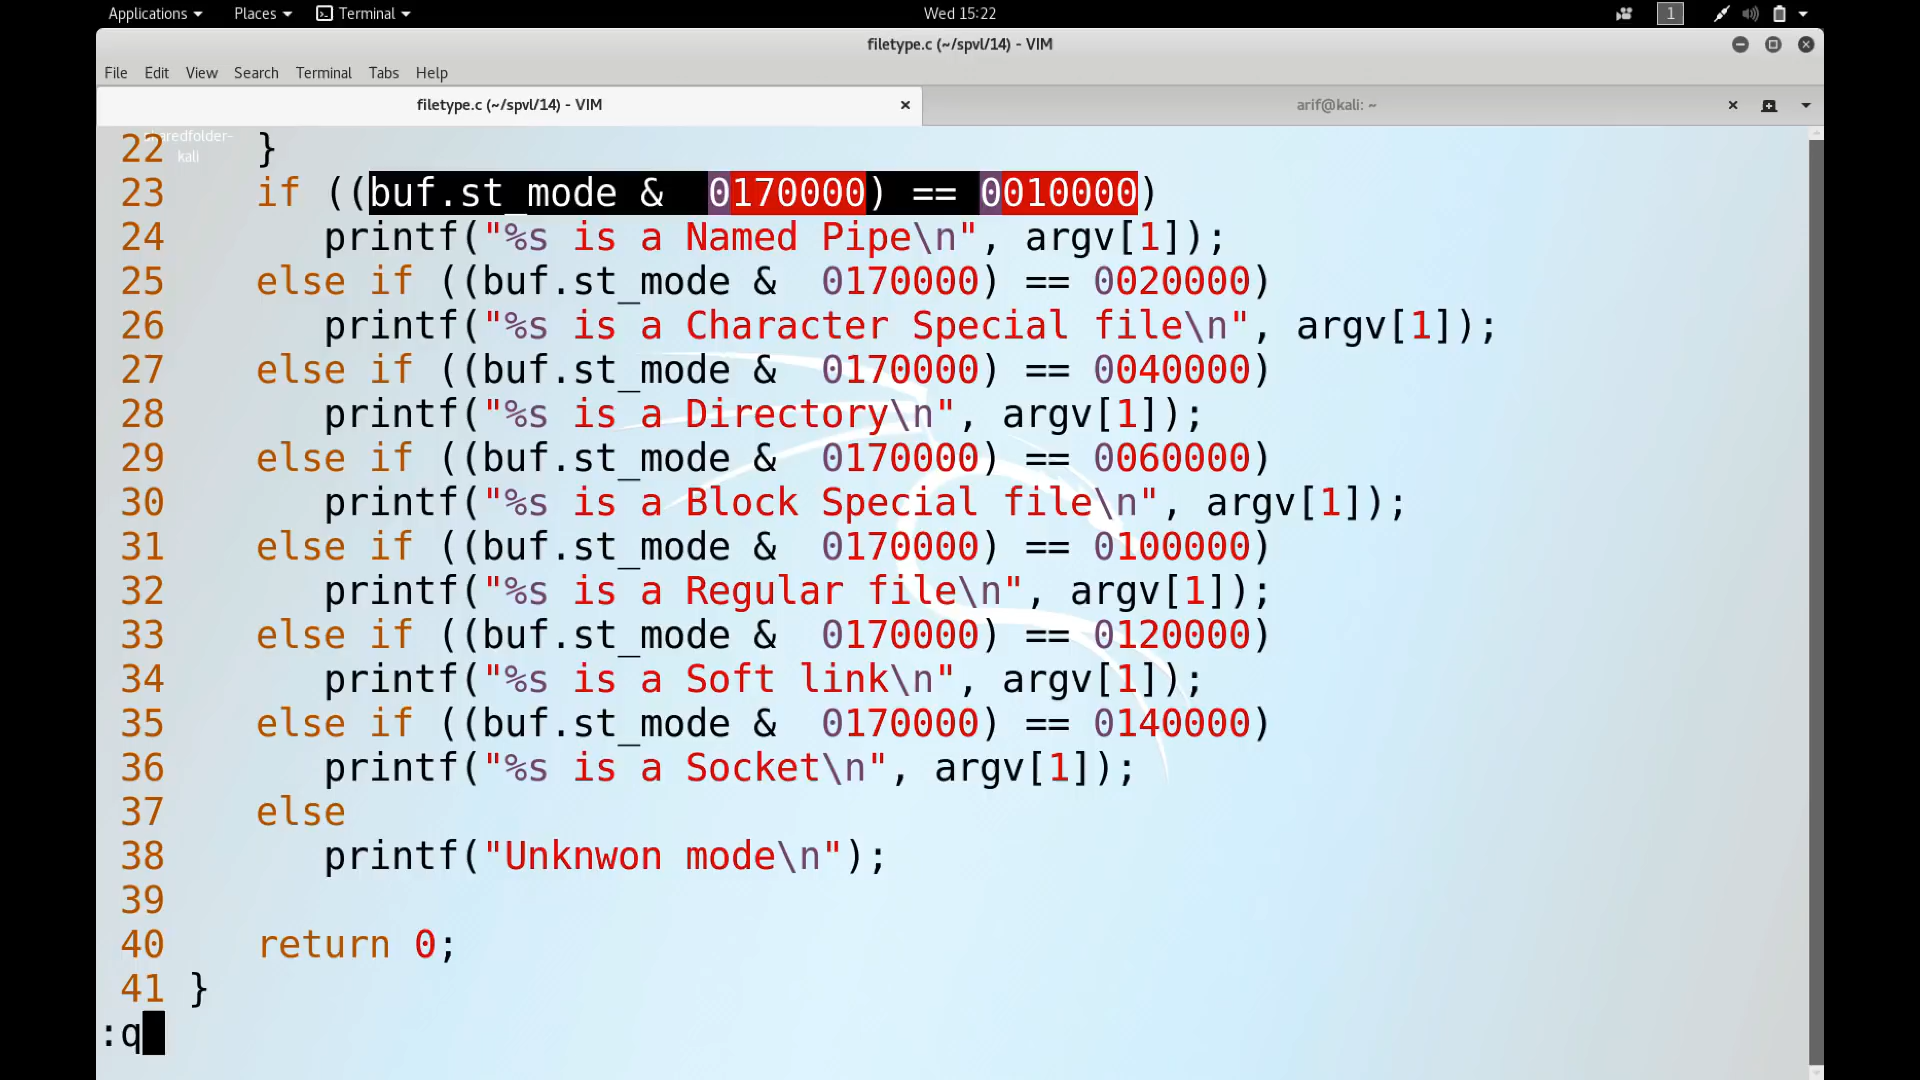 Applications Places Terminal Wed 15:22 1
filetype.c (~/spvl/14) - VIM
File Edit View Search Terminal Tabs Help
filetype.c (~/spvl/14) - VIM arif@kali: ~
sharedfolder-
kali
22 }
23 if ((buf.st_mode &  0170000) == 0010000)
24 printf("%s is a Named Pipe\n", argv[1]);
25 else if ((buf.st_mode &  0170000) == 0020000)
26 printf("%s is a Character Special file\n", argv[1]);
27 else if ((buf.st_mode &  0170000) == 0040000)
28 printf("%s is a Directory\n", argv[1]);
29 else if ((buf.st_mode &  0170000) == 0060000)
30 printf("%s is a Block Special file\n", argv[1]);
31 else if ((buf.st_mode &  0170000) == 0100000)
32 printf("%s is a Regular file\n", argv[1]);
33 else if ((buf.st_mode &  0170000) == 0120000)
34 printf("%s is a Soft link\n", argv[1]);
35 else if ((buf.st_mode &  0170000) == 0140000)
36 printf("%s is a Socket\n", argv[1]);
37 else
38 printf("Unknwon mode\n");
39
40 return 0;
41 }
:q